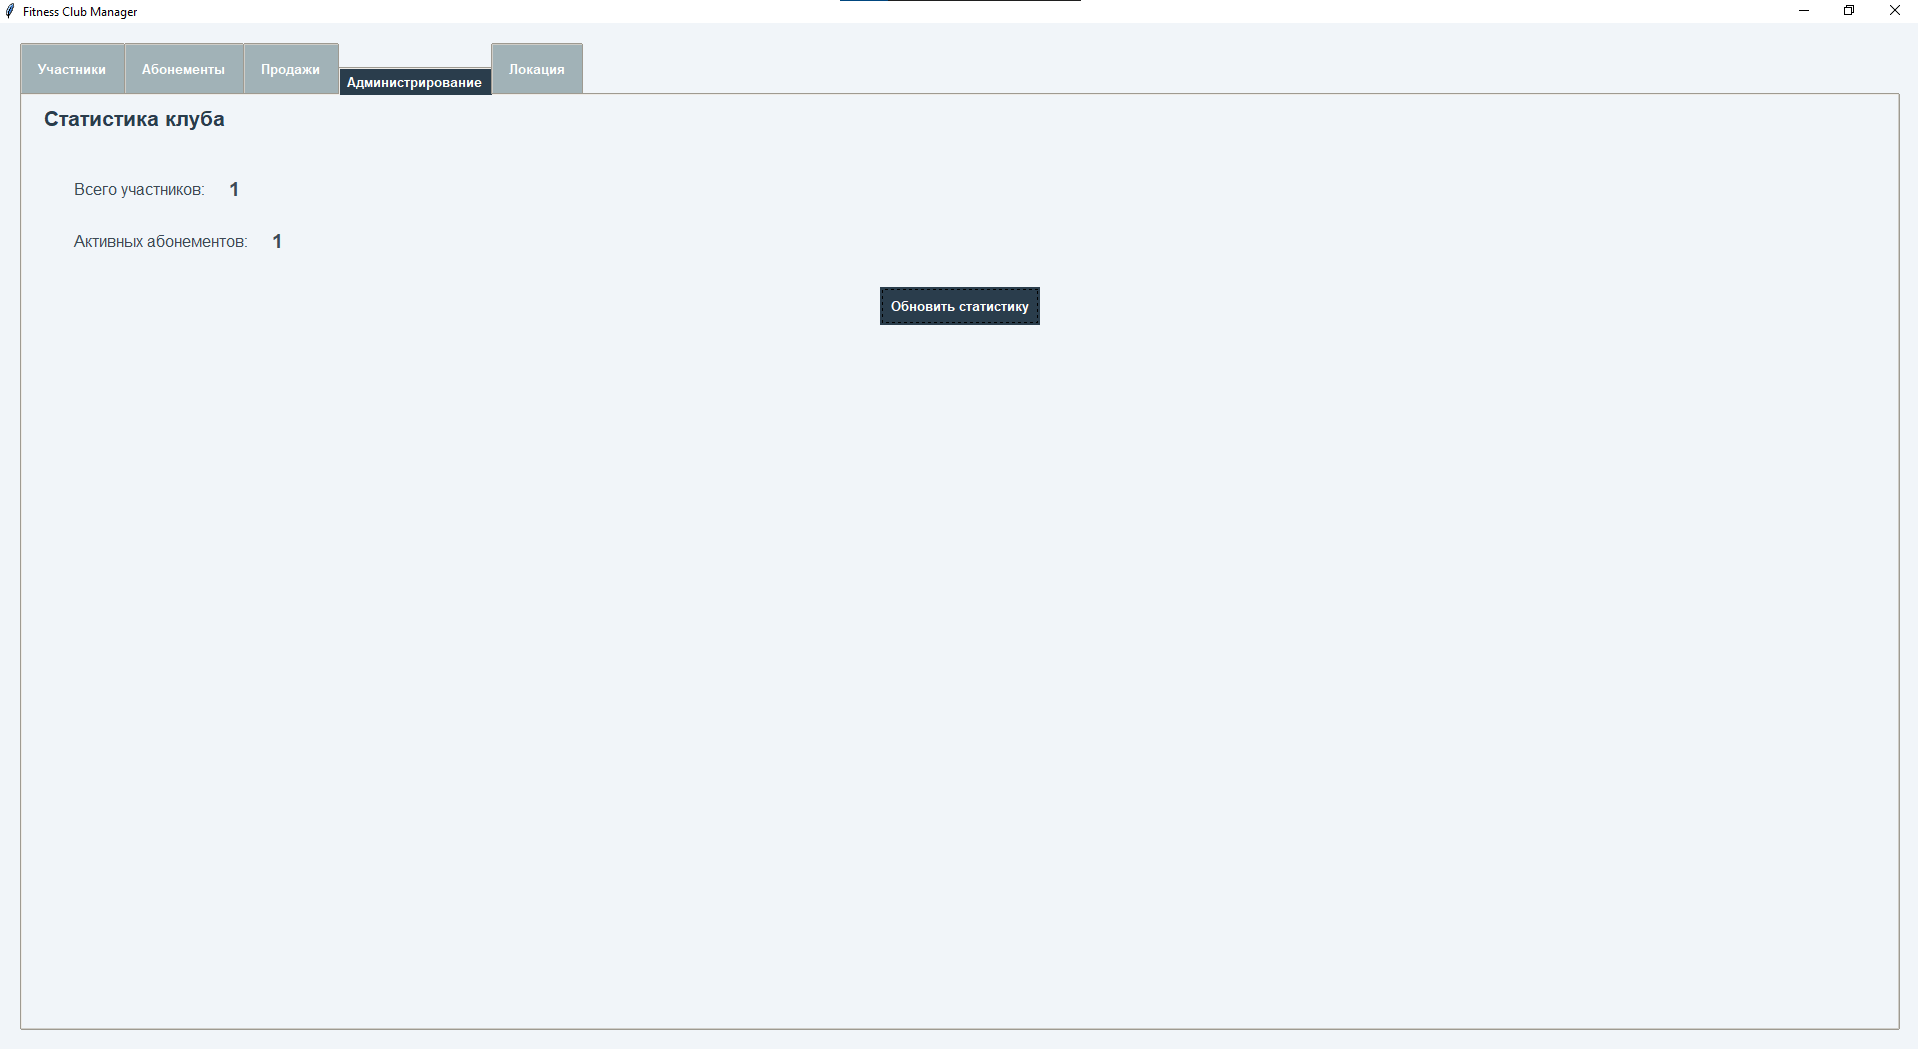 Fitness Club Manager
Участники Абонементы Продажи Администрирование Локация
Статистика клуба
Всего участников: 1
Активных абонементов: 1
Обновить статистику